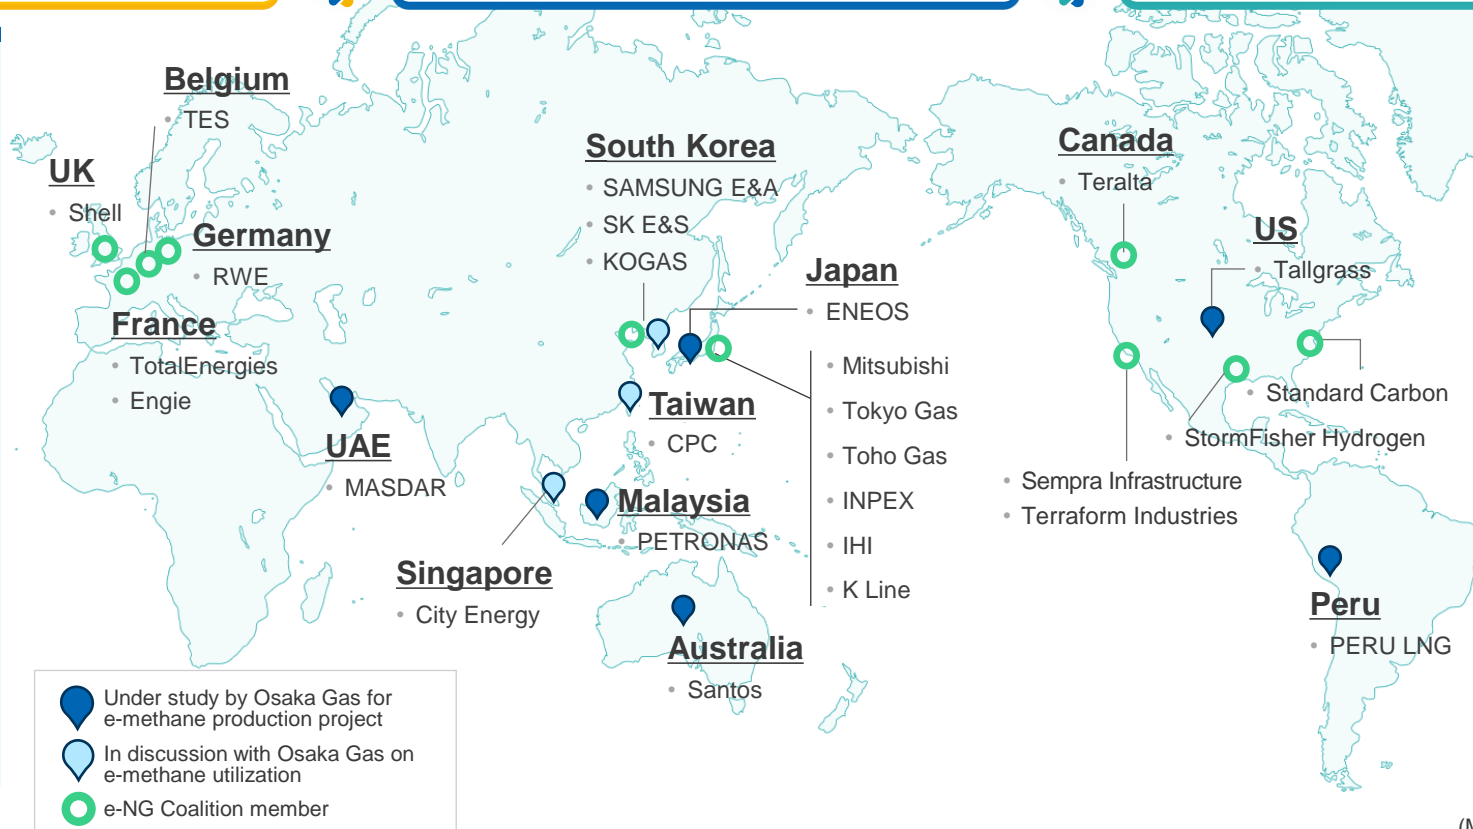 Belgium
• TES
UK
• Shell
Germany
• RWE
France
• TotalEnergies
• Engie
UAE
• MASDAR
South Korea
• SAMSUNG E&A
• SK E&S
• KOGAS
Japan
• ENEOS
• Mitsubishi
• Tokyo Gas
• Toho Gas
• INPEX
• IHI
• K Line
Taiwan
• CPC
Malaysia
• PETRONAS
Singapore
• City Energy
Australia
• Santos
Canada
• Teralta
US
• Tallgrass
• Standard Carbon
• StormFisher Hydrogen
• Sempra Infrastructure
• Terraform Industries
Peru
• PERU LNG
Under study by Osaka Gas for
e-methane production project
In discussion with Osaka Gas on
e-methane utilization
e-NG Coalition member